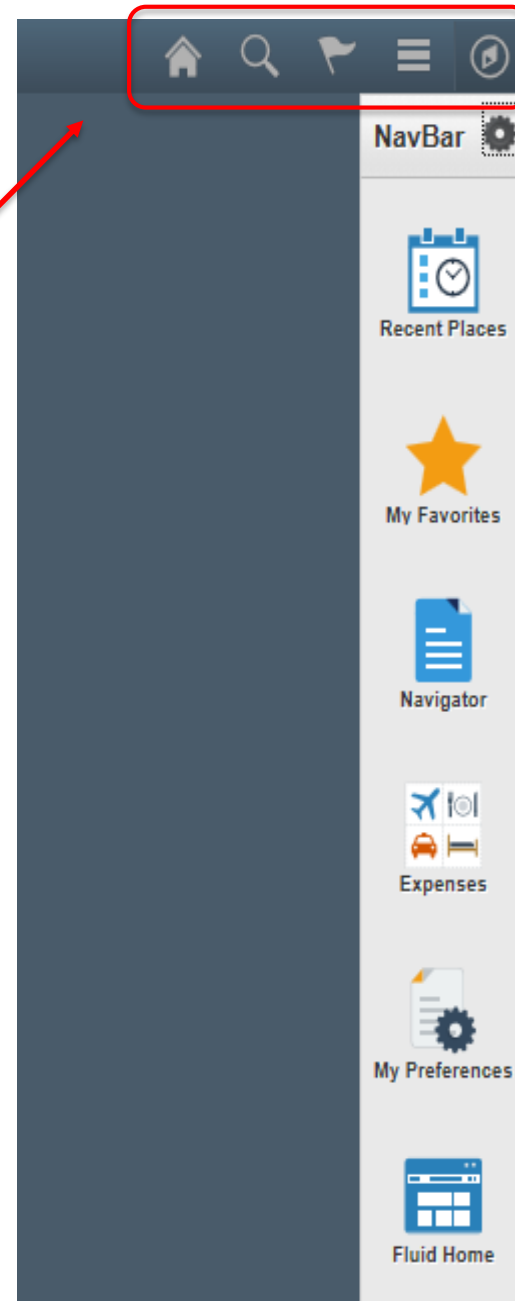 NavBar
Recent Places
My Favorites
Navigator
Expenses
My Preferences
Fluid Home